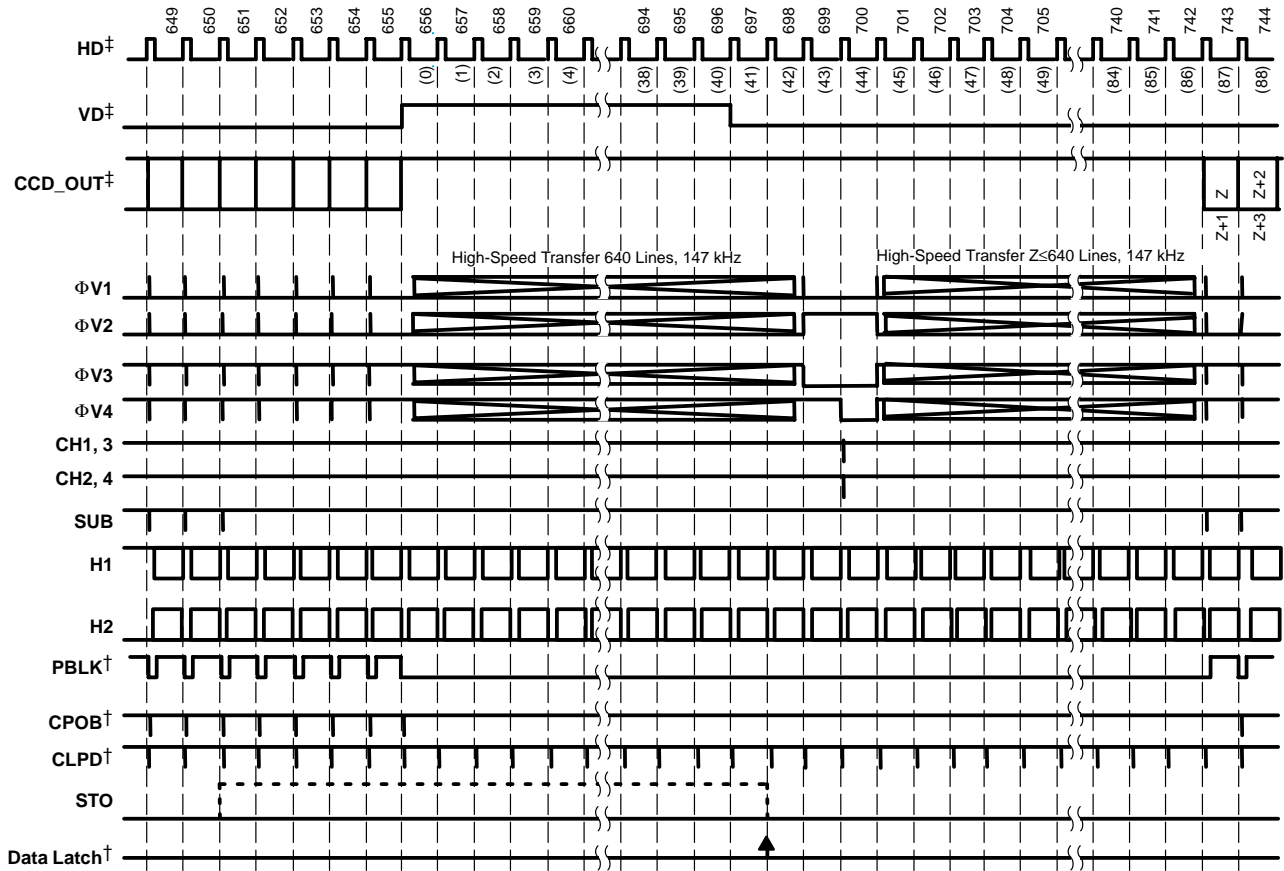 649 650 651 652 653 654 655 656 657 658 659 660 694 695 696 697 698 699 700 701 702 703 704 705 740 741 742 743 744
HD‡
(0) (1) (2) (3) (4) (38) (39) (40) (41) (42) (43) (44) (45) (46) (47) (48) (49) (84) (85) (86) (87) (88)
VD‡
CCD_OUT‡
Z Z+2
Z+1 Z+3
High-Speed Transfer 640 Lines, 147 kHz
High-Speed Transfer Z≤640 Lines, 147 kHz
ΦV1
ΦV2
ΦV3
ΦV4
CH1, 3
CH2, 4
SUB
H1
H2
PBLK†
CPOB†
CLPD†
STO
Data Latch†